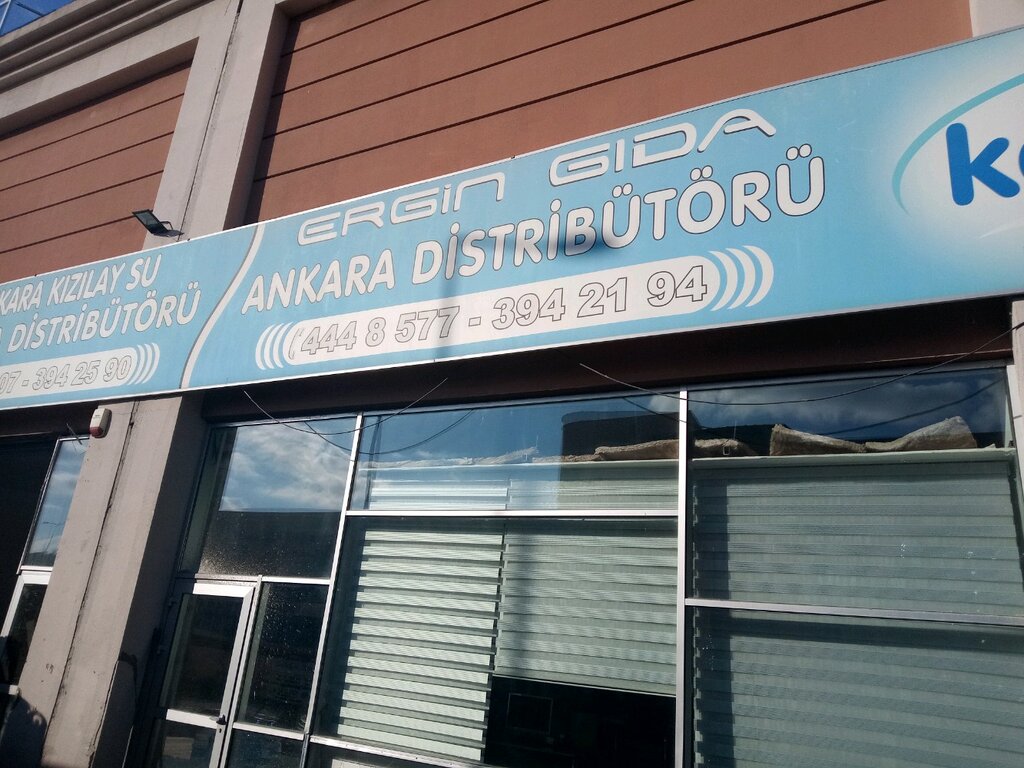 KARA KIZILAY SU
DİSTRİBÜTÖRÜ
07 - 394 25 90
ERGİN GIDA
ANKARA DİSTRİBÜTÖRÜ
444 8 577 - 394 21 94